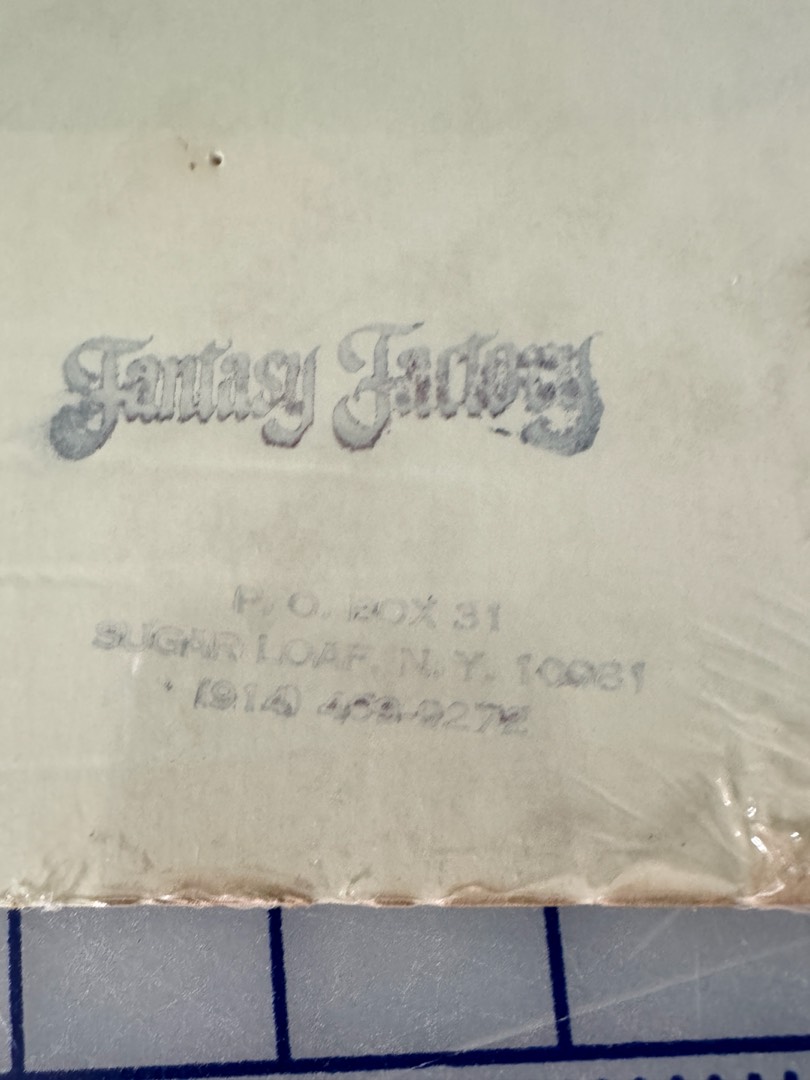 Fantasy Factory
P. O. BOX 31
SUGAR LOAF, N. Y. 10981
(914) 469-9272